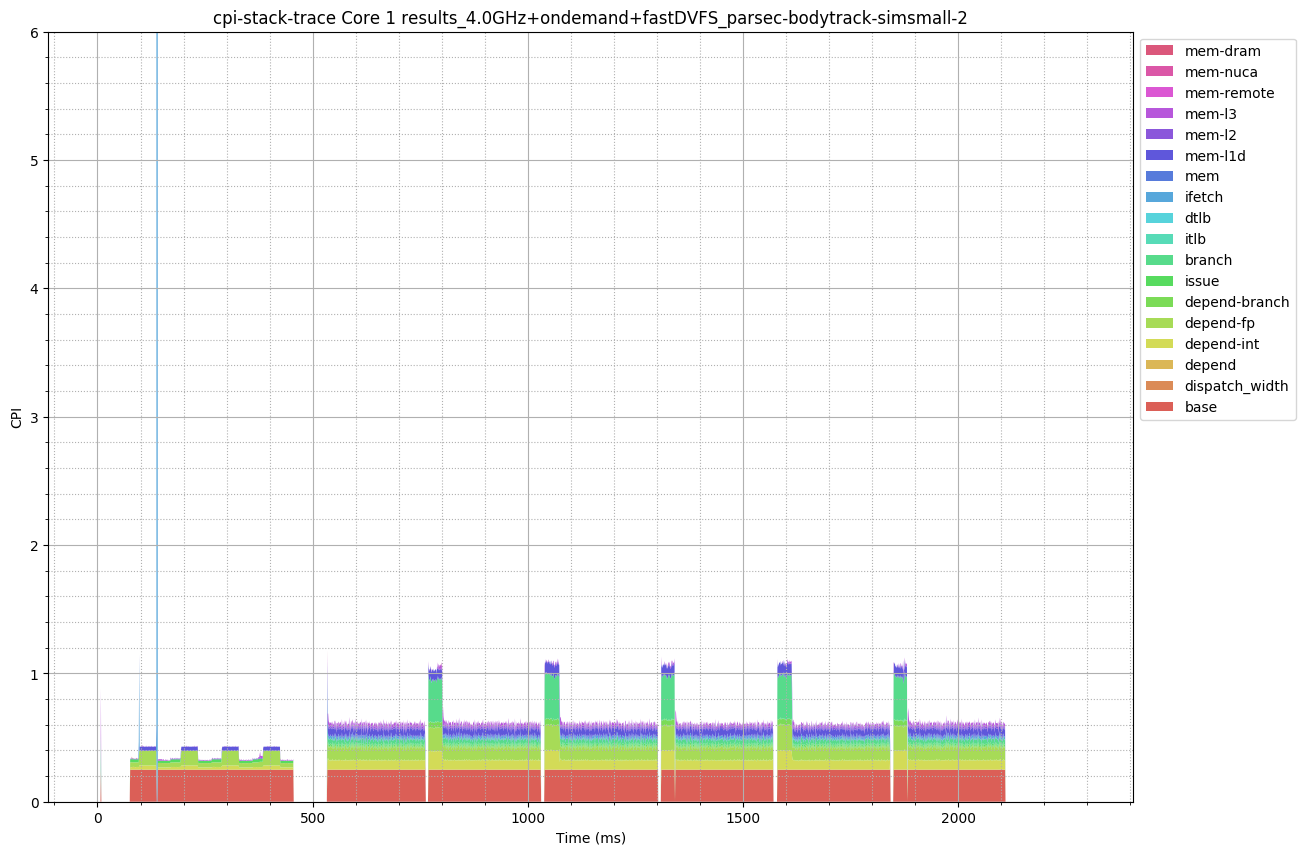 cpi-stack-trace Core 1 results_4.0GHz+ondemand+fastDVFS_parsec-bodytrack-simsmall-2
6
5
4
3
2
1
0
CPI
0
500
1000
1500
2000
Time (ms)
mem-dram
mem-nuca
mem-remote
mem-l3
mem-l2
mem-l1d
mem
ifetch
dtlb
itlb
branch
issue
depend-branch
depend-fp
depend-int
depend
dispatch_width
base